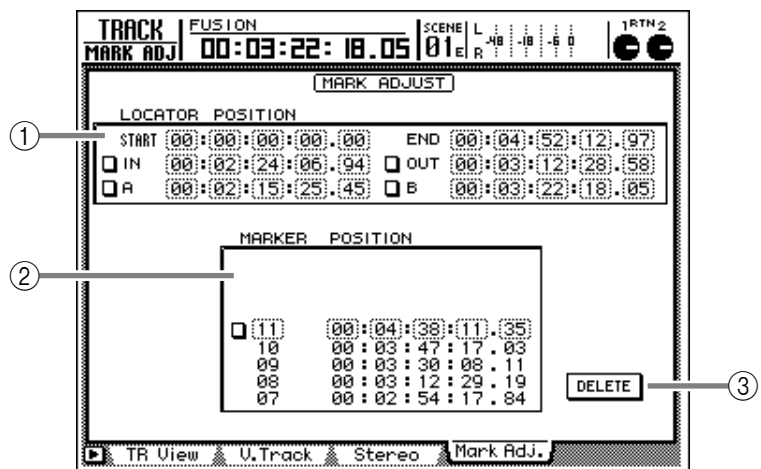 TRACK
MARK ADJ
FUSION
00:03:22:18.05
SCENE
01E
L
R
-48 -18 -6 0
1RTN2
MARK ADJUST
LOCATOR POSITION
START 00:00:00:00.00 END 00:04:52:12.97
IN 00:02:24:06.94 OUT 00:03:12:28.58
A 00:02:15:25.45 B 00:03:22:18.05
1
MARKER POSITION
2
11 00:04:38:11.35
10 00:03:47:17.03
09 00:03:30:08.11
08 00:03:12:29.19
07 00:02:54:17.84
DELETE
3
TR View V.Track Stereo Mark Adj.